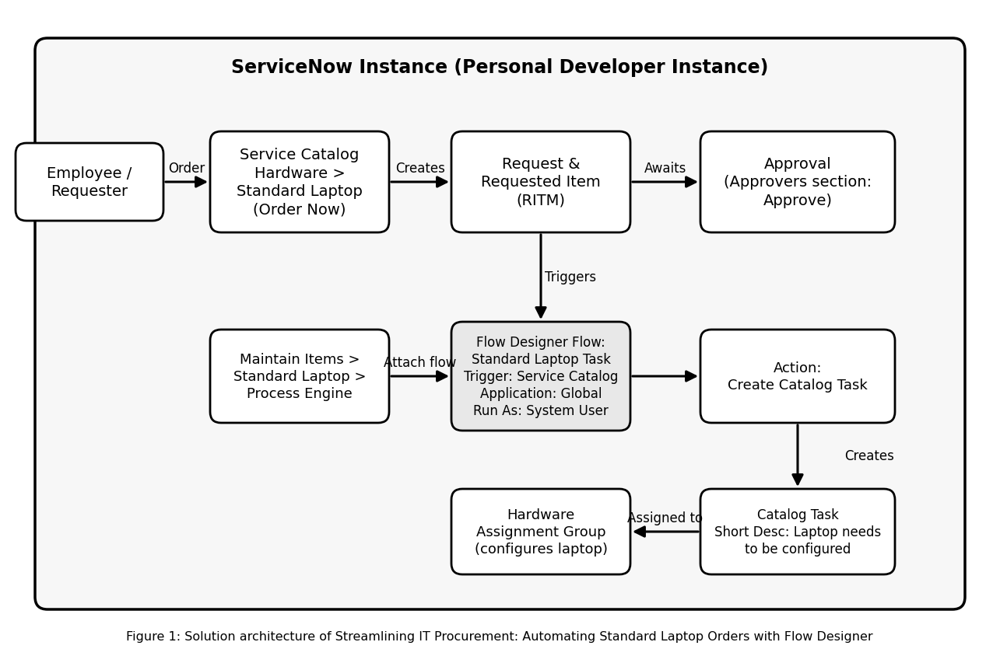 ServiceNow Instance (Personal Developer Instance)
Employee /
Requester
Order
Service Catalog
Hardware >
Standard Laptop
(Order Now)
Creates
Request &
Requested Item
(RITM)
Awaits
Approval
(Approvers section:
Approve)
Triggers
Maintain Items >
Standard Laptop >
Process Engine
Attach flow
Flow Designer Flow:
Standard Laptop Task
Trigger: Service Catalog
Application: Global
Run As: System User
Action:
Create Catalog Task
Creates
Hardware
Assignment Group
(configures laptop)
Assigned to
Catalog Task
Short Desc: Laptop needs
to be configured
Figure 1: Solution architecture of Streamlining IT Procurement: Automating Standard Laptop Orders with Flow Designer